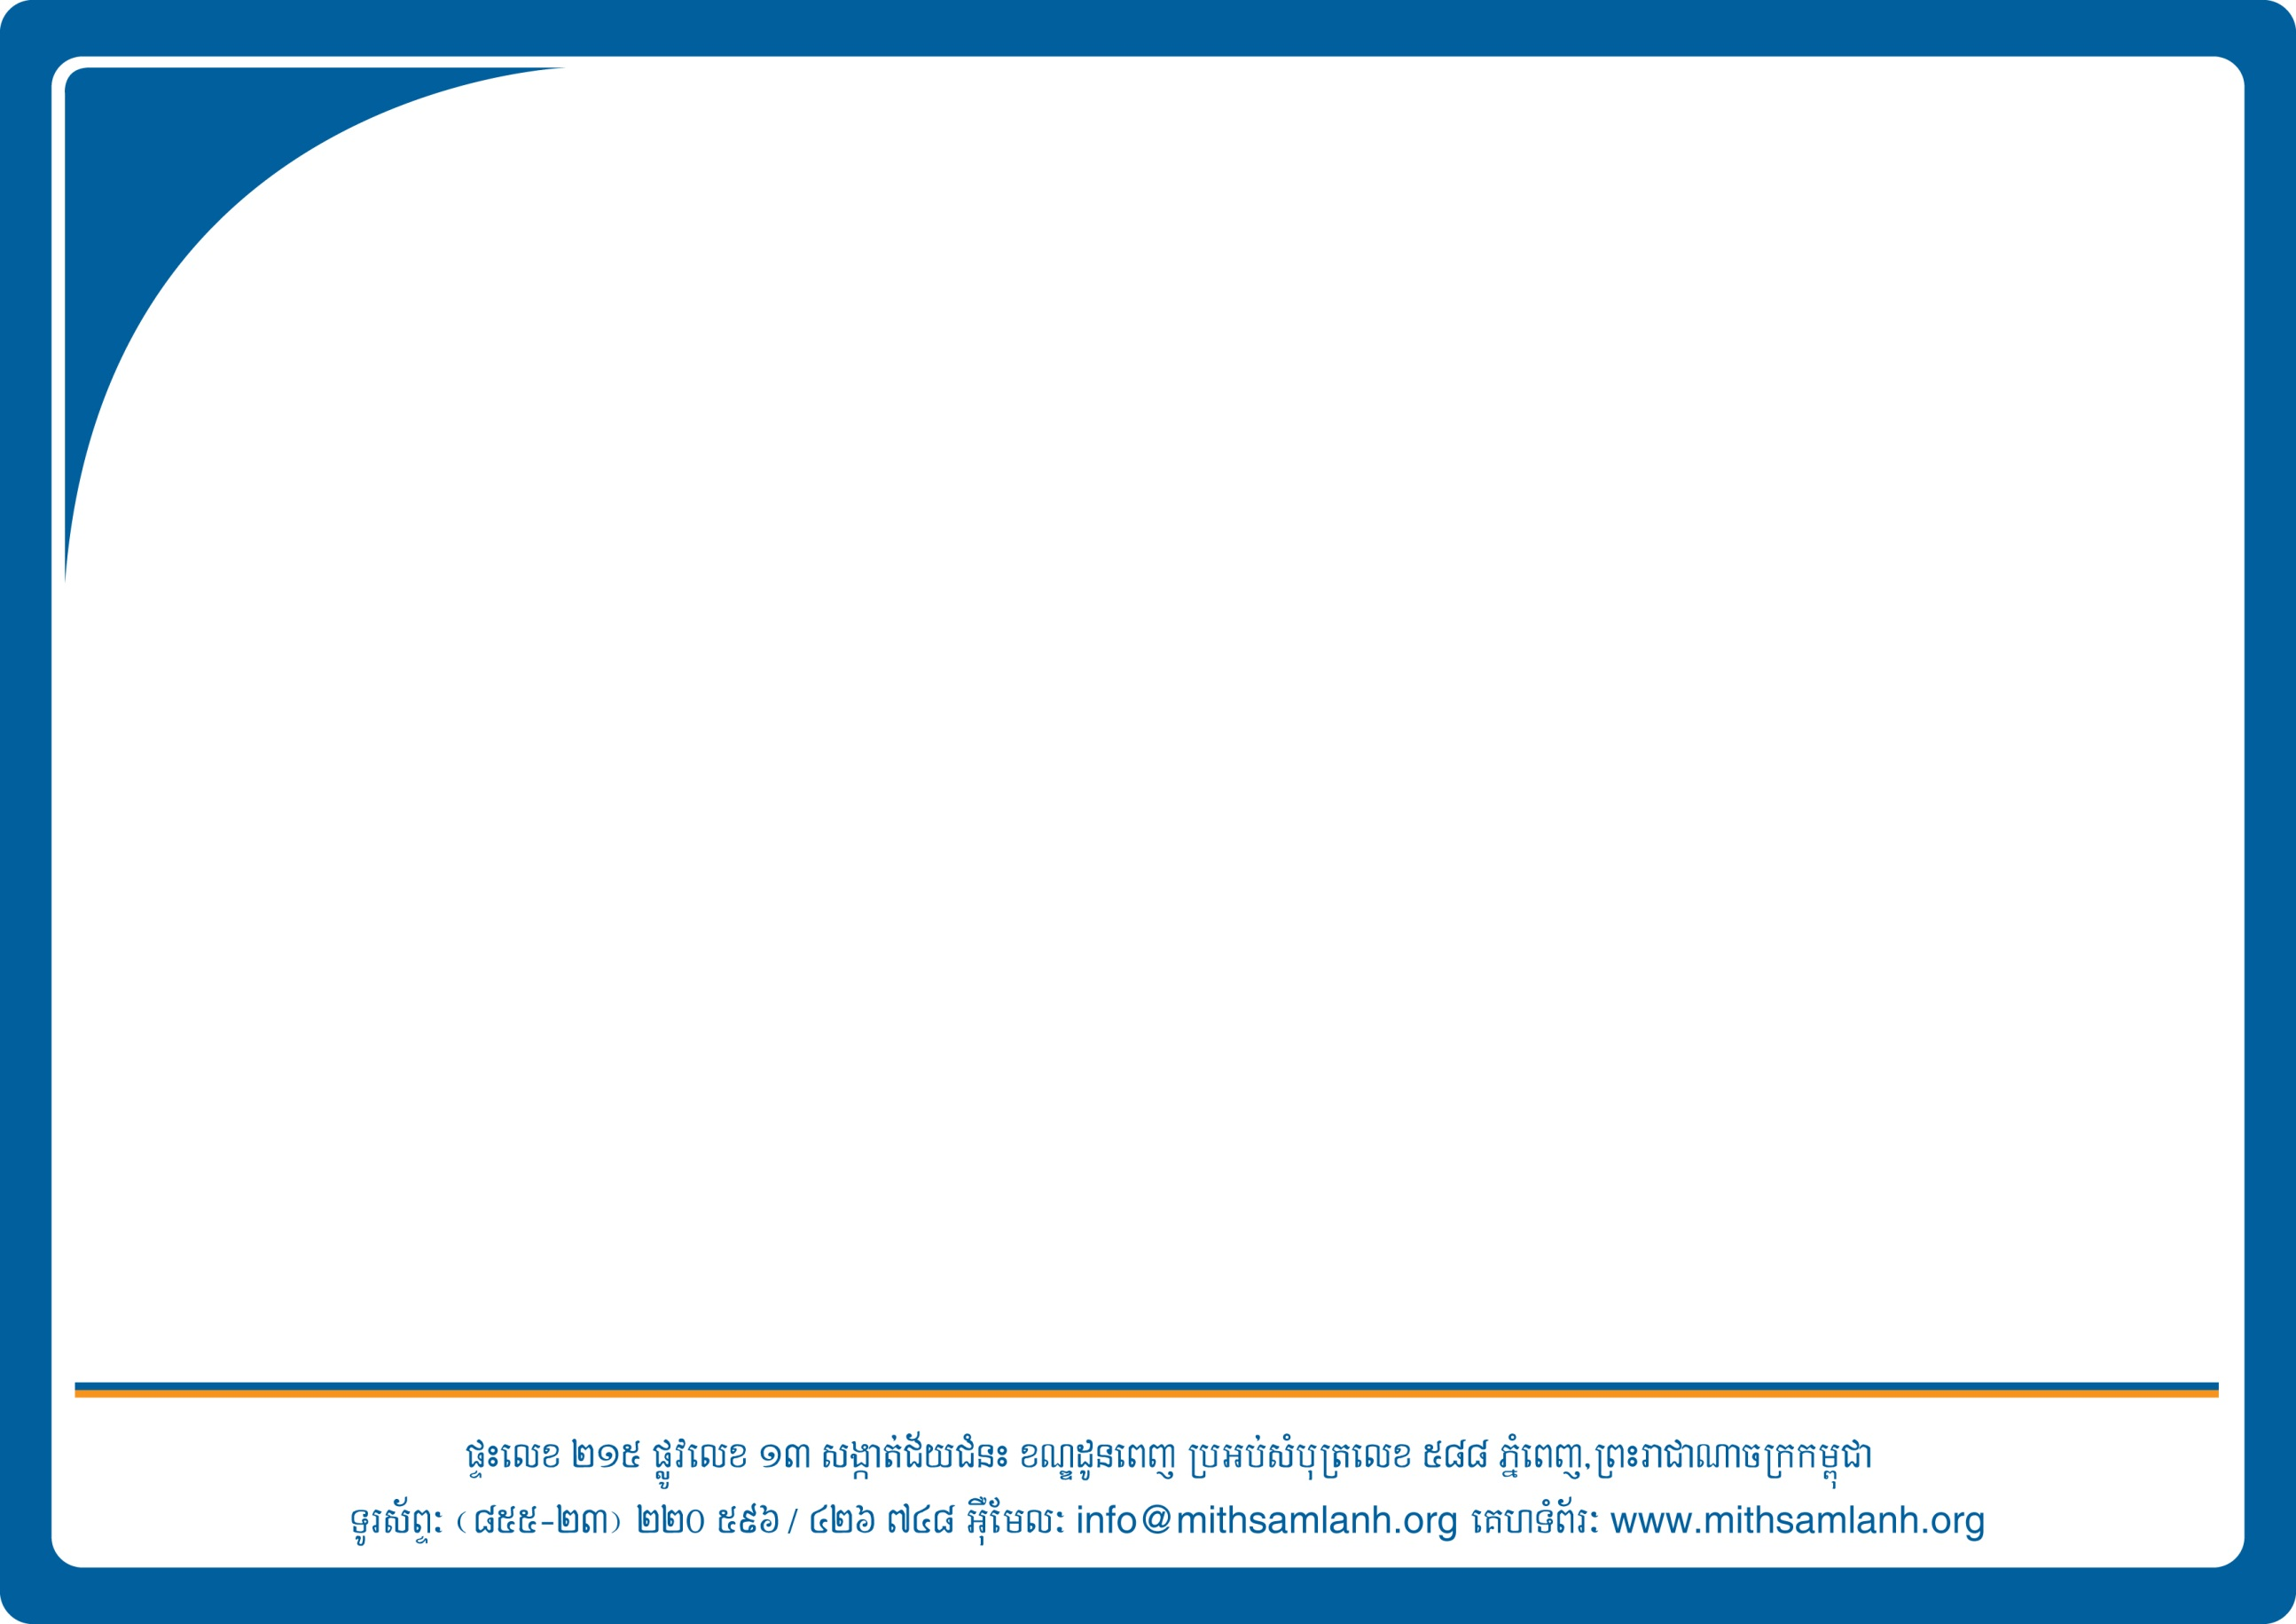 ផ្ទះលេខ ២១៥ ផ្លូវលេខ ១៣ សង្កាត់ជ័យជំនះ ខណ្ឌដូនពេញ ប្រអប់សំបុត្រលេខ ៥៨៨ ភ្នំពេញ,ព្រះរាជាណាចក្រកម្ពុជា
ទូរស័ព្ទ: (៨៥៥-២៣) ២២០ ៥៩៦ / ៤២៦ ៧៤៨ អ៊ីម៉ែល: info@mithsamlanh.org គេហទំព័រ: www.mithsamlanh.org